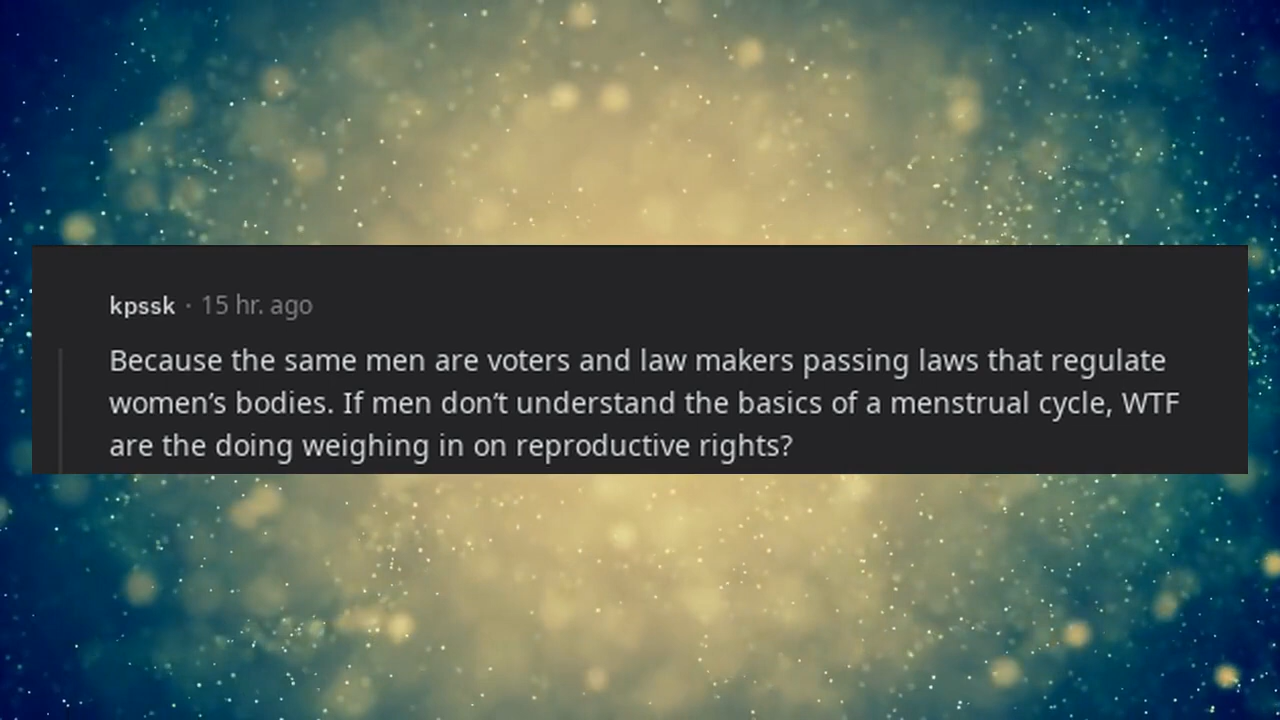 kpssk · 15 hr. ago
Because the same men are voters and law makers passing laws that regulate
women’s bodies. If men don’t understand the basics of a menstrual cycle, WTF
are the doing weighing in on reproductive rights?